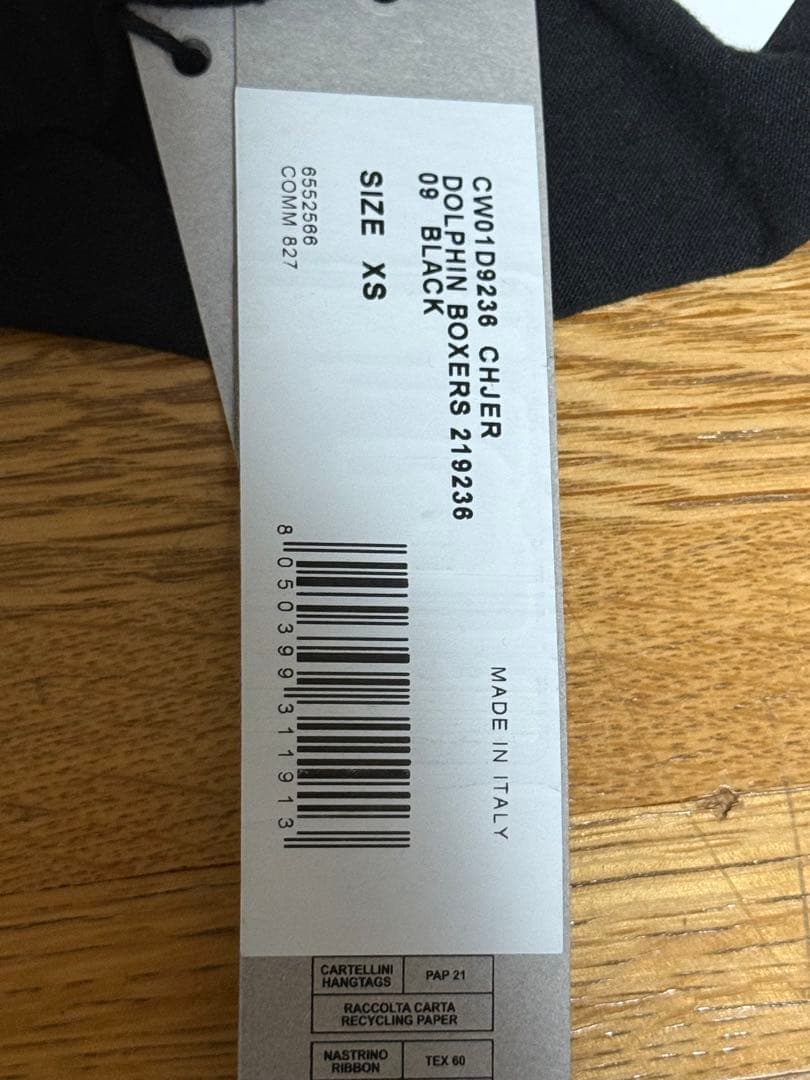 CW01D9236 CHJER
DOLPHIN BOXERS 219236
09 BLACK
SIZE XS
6552566
COMM 827
MADE IN ITALY
8 050399 311913
CARTELLINI
HANGTAGS
PAP 21
RACCOLTA CARTA
RECYCLING PAPER
NASTRINO
RIBBON
TEX 60